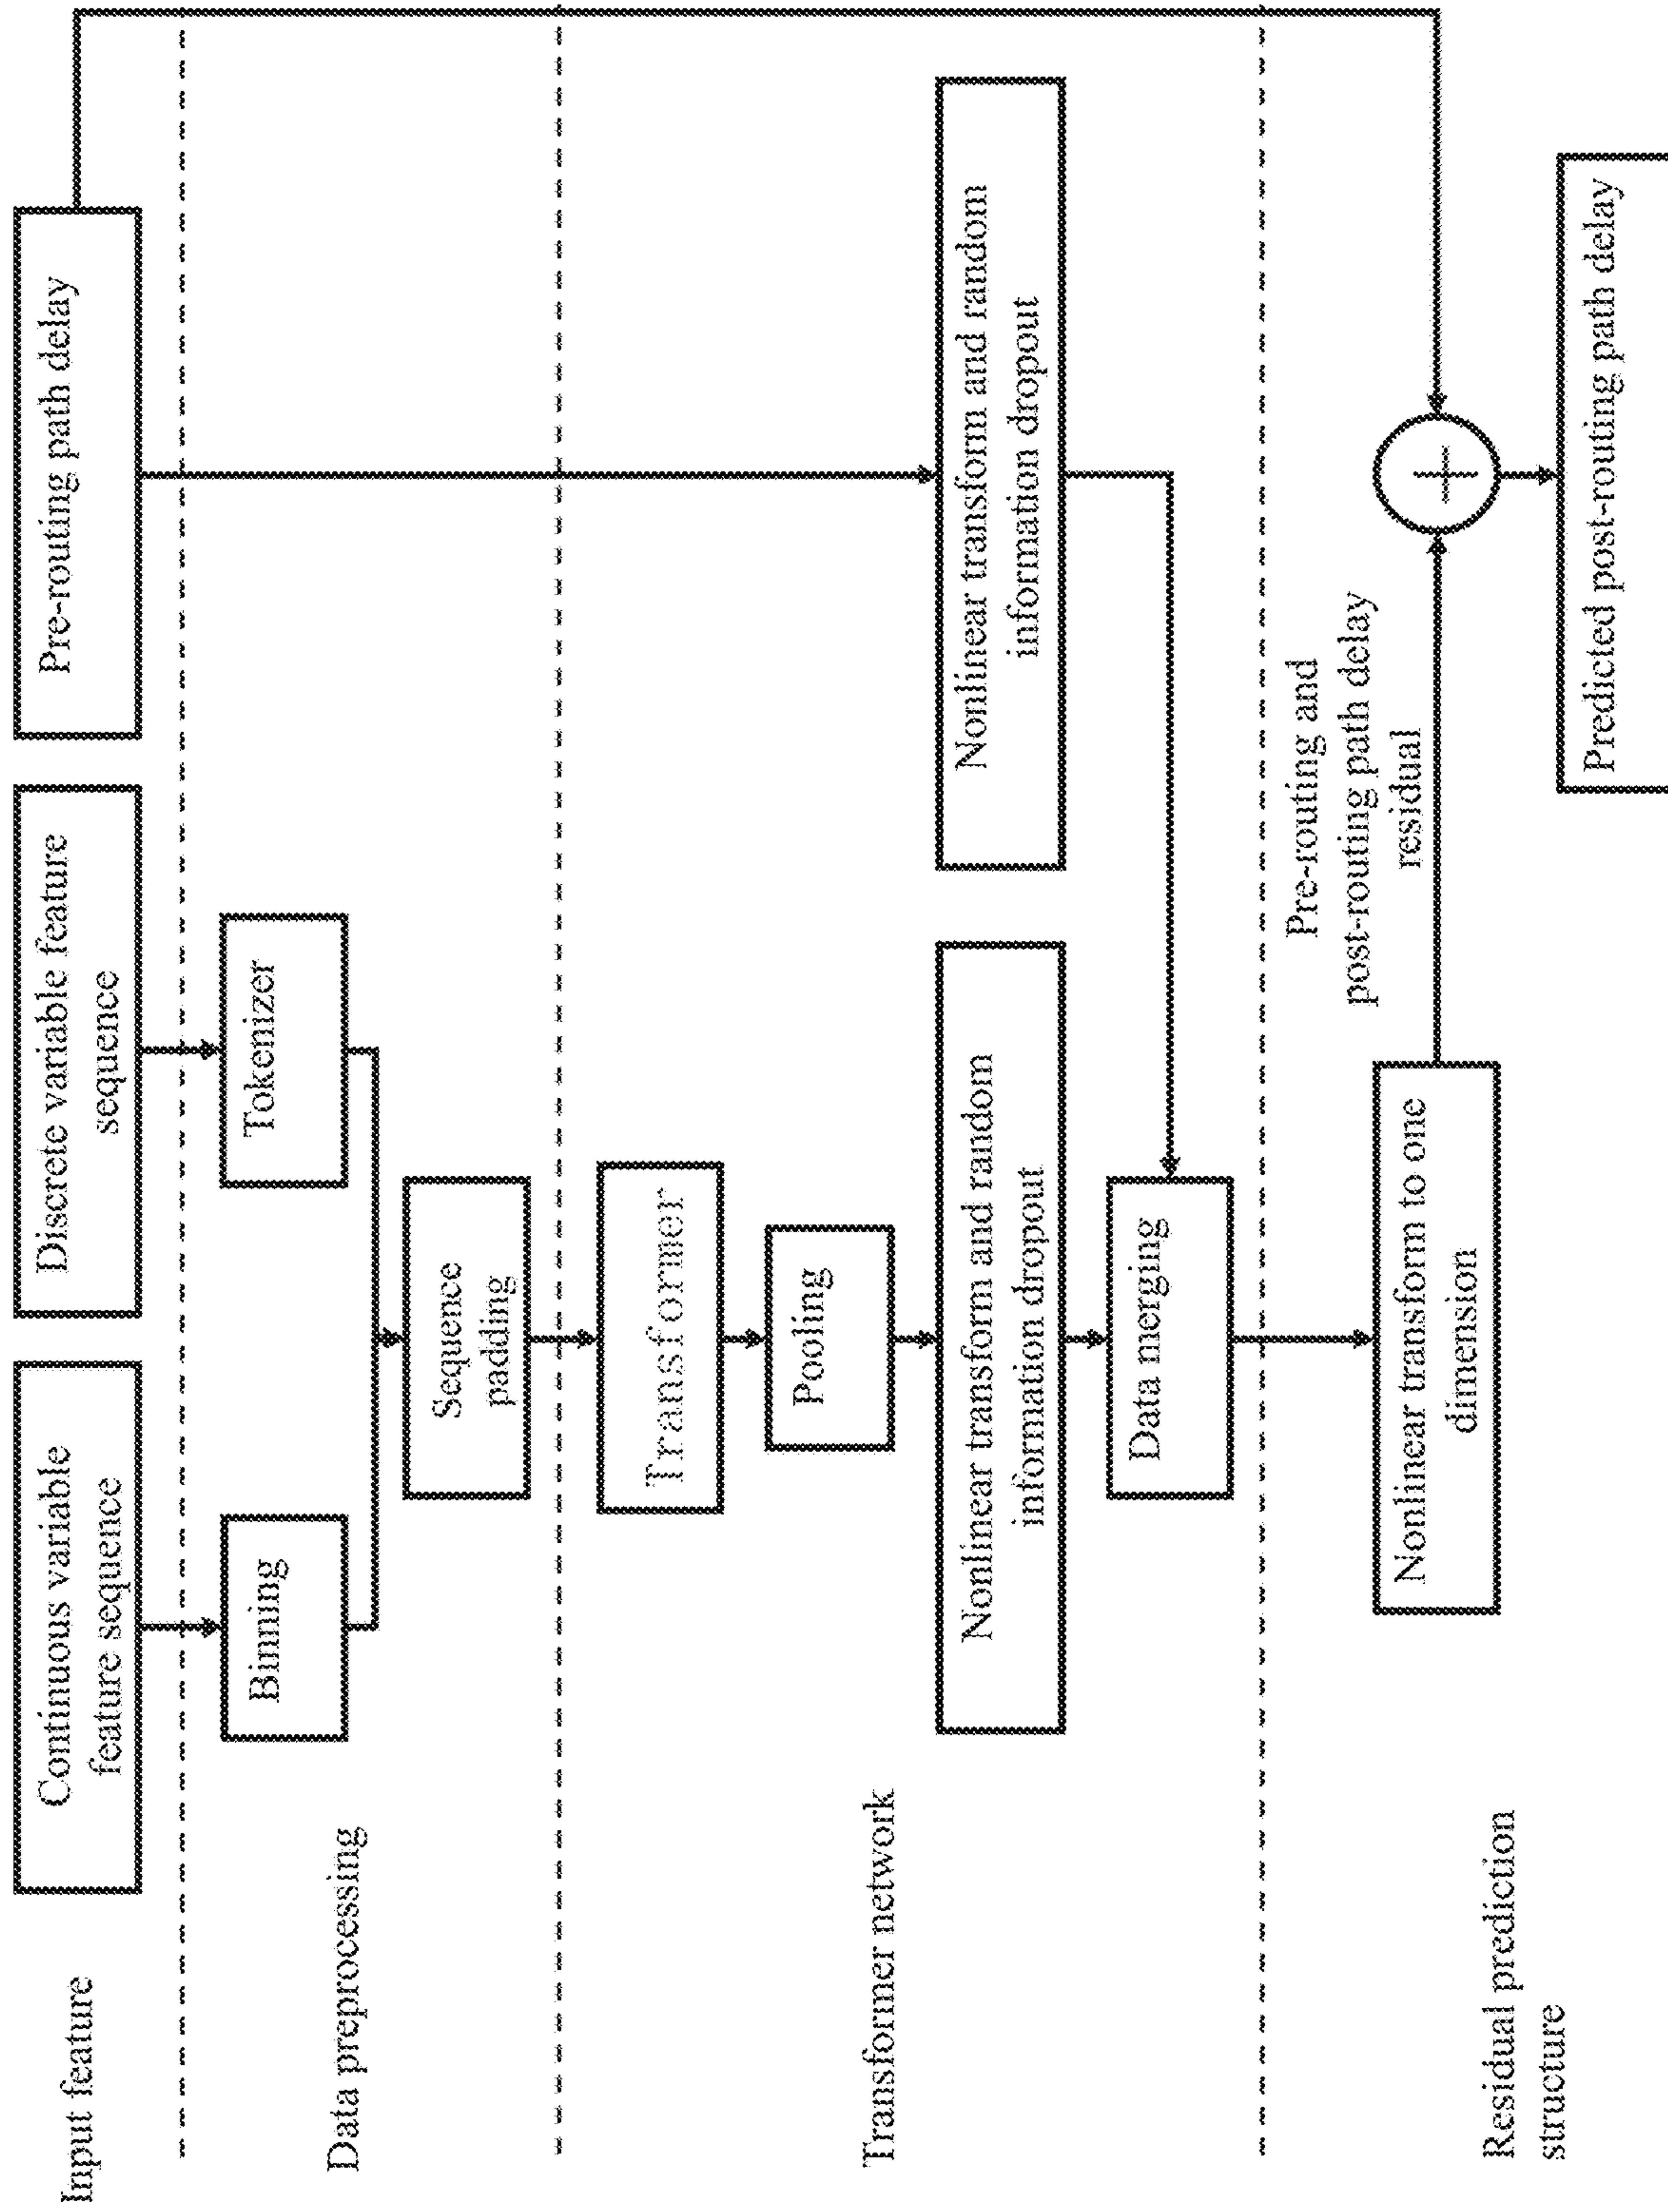 Input feature
Continuous variable
feature sequence
Discrete variable feature
sequence
Pre-routing path delay
Data preprocessing
Binning
Tokenizer
Sequence
padding
Transformer network
Transformer
Pooling
Nonlinear transform and random
information dropout
Nonlinear transform and random
information dropout
Data merging
Residual prediction
structure
Nonlinear transform to one
dimension
Pre-routing and
post-routing path delay
residual
+
Predicted post-routing path delay